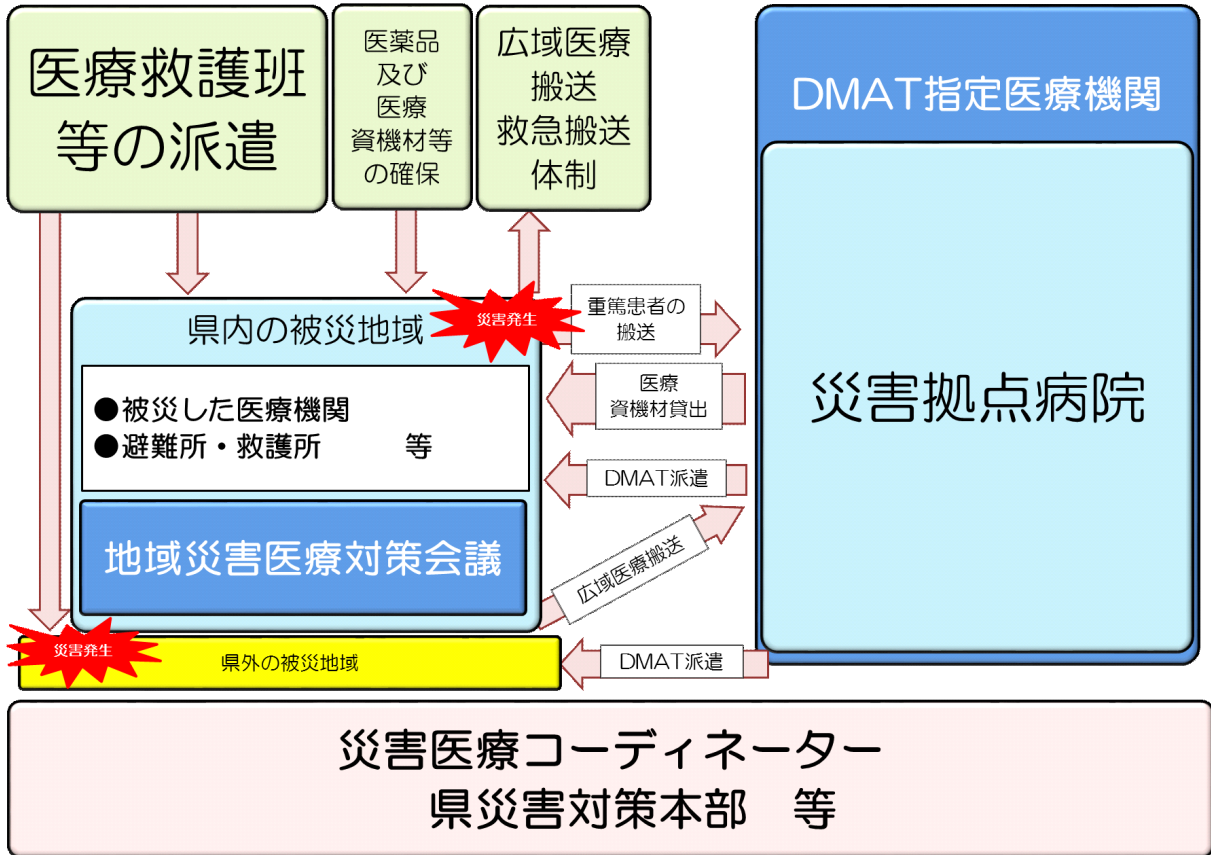 医療救護班
等の派遣
医薬品
及び
医療
資機材等
の確保
広域医療
搬送
救急搬送
体制
DMAT指定医療機関
災害拠点病院
県内の被災地域
災害発生
重篤患者の
搬送
医療
資機材貸出
●被災した医療機関
●避難所・救護所　　　等
DMAT派遣
地域災害医療対策会議
広域医療搬送
災害発生
県外の被災地域
DMAT派遣
災害医療コーディネーター
県災害対策本部　等